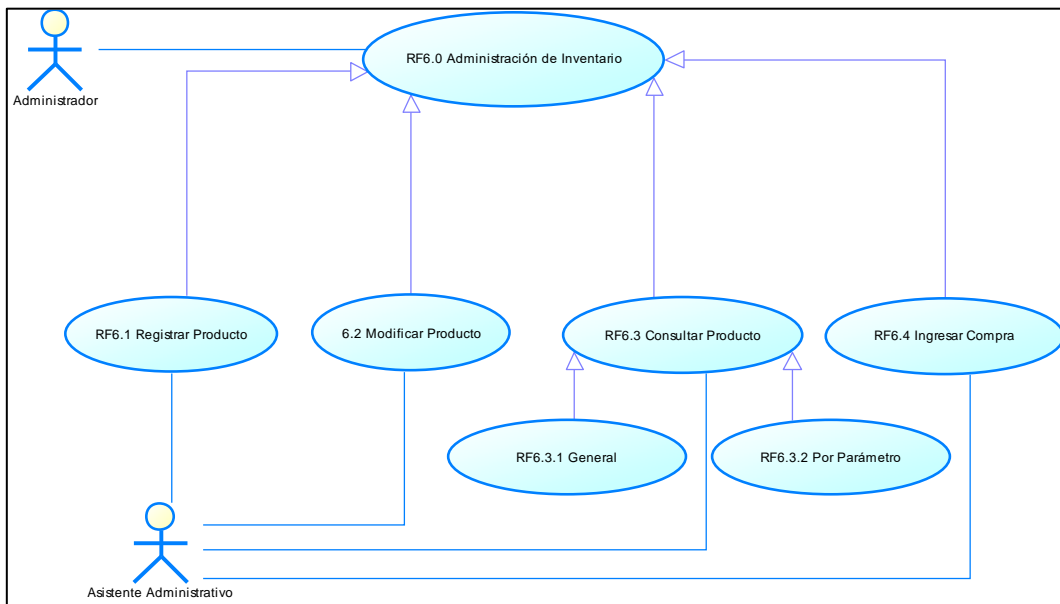 RF6.0 Administración de Inventario
Administrador
RF6.1 Registrar Producto
6.2 Modificar Producto
RF6.3 Consultar Producto
RF6.4 Ingresar Compra
RF6.3.1 General
RF6.3.2 Por Parámetro
Asistente Administrativo